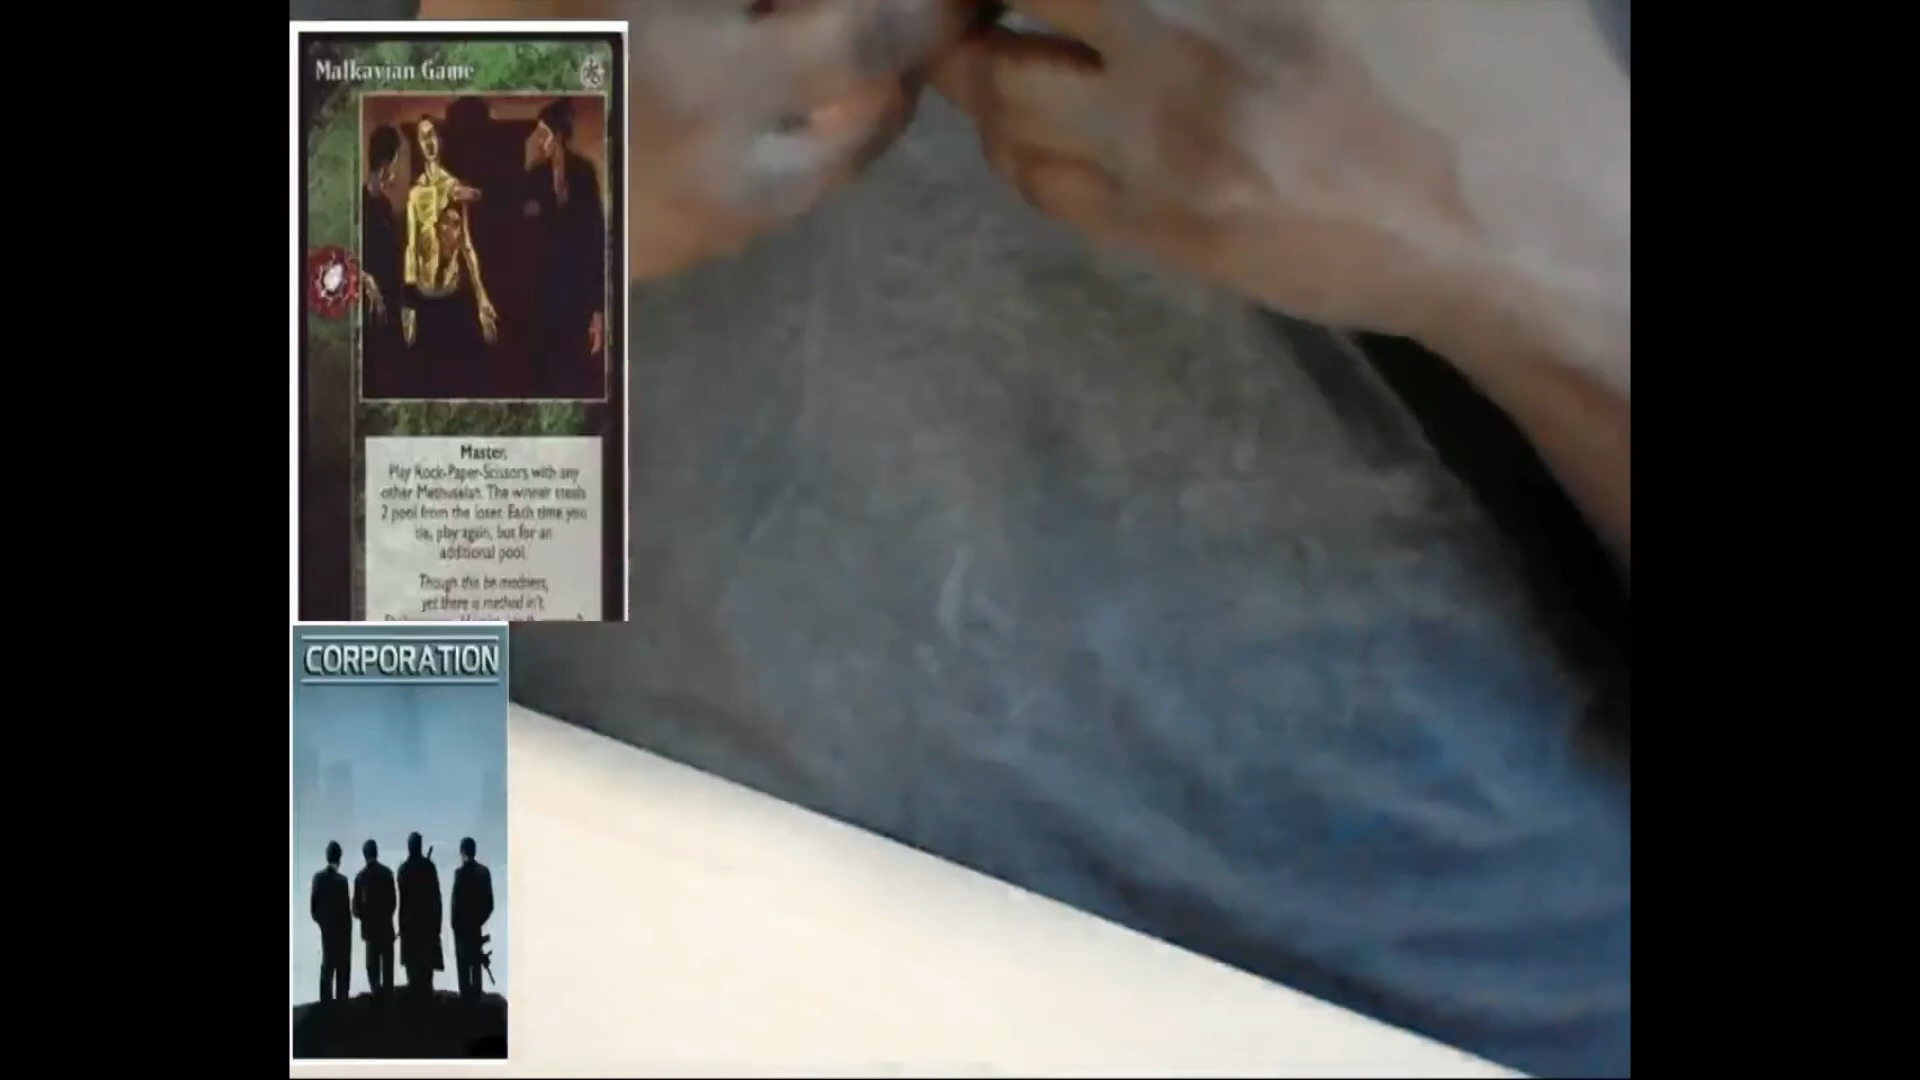 Malkavian Game
Master.
Play Rock-Paper-Scissors with any
other Methuselah. The winner steals
2 pool from the loser. Each time you
tie, play again, but for an
additional pool.
Though this be madness,
yet there is method in't.
CORPORATION